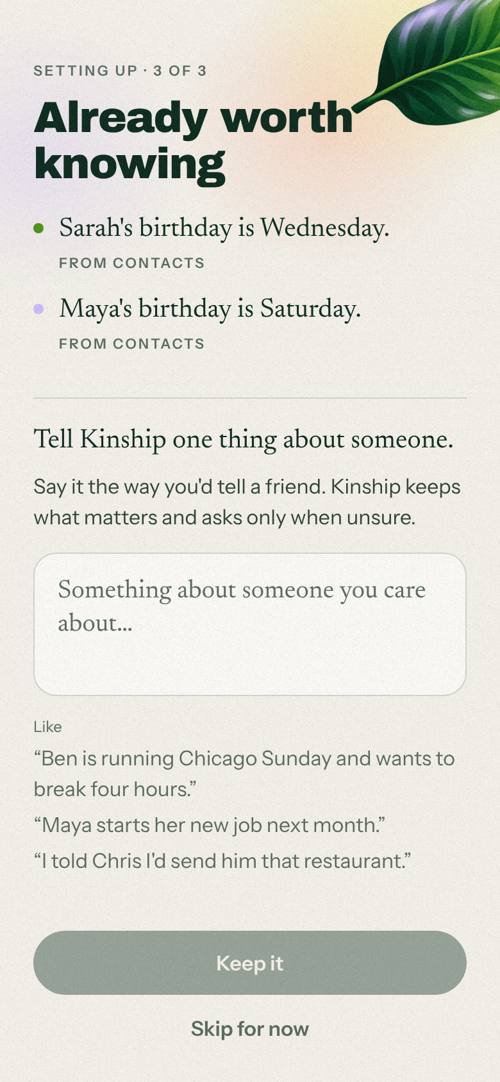 SETTING UP · 3 OF 3
Already worth
knowing
Sarah's birthday is Wednesday.
FROM CONTACTS
Maya's birthday is Saturday.
FROM CONTACTS
Tell Kinship one thing about someone.
Say it the way you'd tell a friend. Kinship keeps
what matters and asks only when unsure.
Something about someone you care
about...
Like
“Ben is running Chicago Sunday and wants to
break four hours.”
“Maya starts her new job next month.”
“I told Chris I'd send him that restaurant.”
Keep it
Skip for now